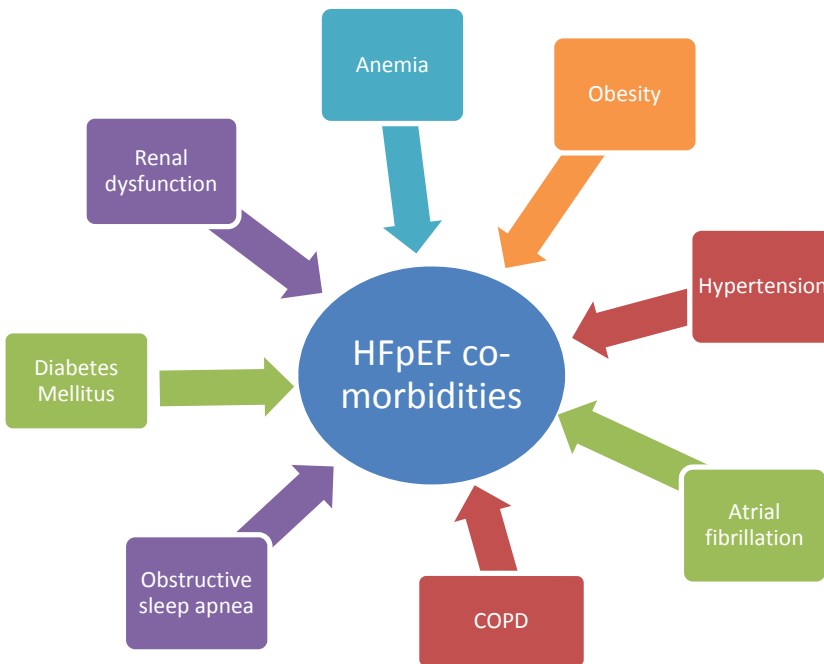 Anemia
Obesity
Renal
dysfunction
Hypertension
HFpEF co-
morbidities
Diabetes
Mellitus
Atrial
fibrillation
Obstructive
sleep apnea
COPD